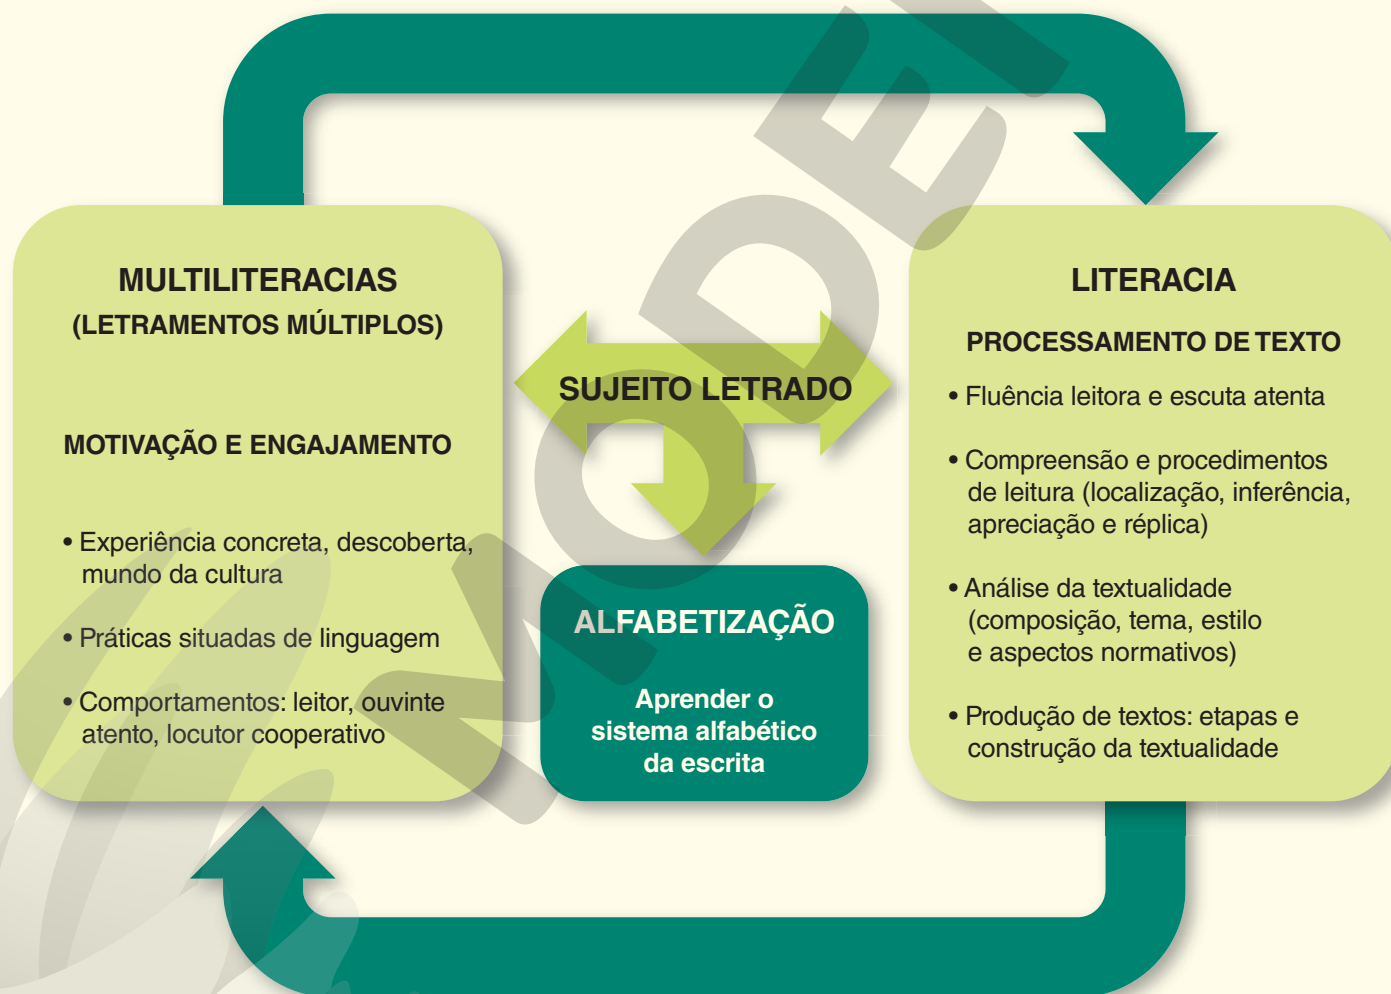 MULTILITERACIAS
(LETRAMENTOS MÚLTIPLOS)
MOTIVAÇÃO E ENGAJAMENTO
• Experiência concreta, descoberta,
mundo da cultura
• Práticas situadas de linguagem
• Comportamentos: leitor, ouvinte
atento, locutor cooperativo
SUJEITO LETRADO
ALFABETIZAÇÃO
Aprender o
sistema alfabético
da escrita
LITERACIA
PROCESSAMENTO DE TEXTO
• Fluência leitora e escuta atenta
• Compreensão e procedimentos
de leitura (localização, inferência,
apreciação e réplica)
• Análise da textualidade
(composição, tema, estilo
e aspectos normativos)
• Produção de textos: etapas e
construção da textualidade
MODE